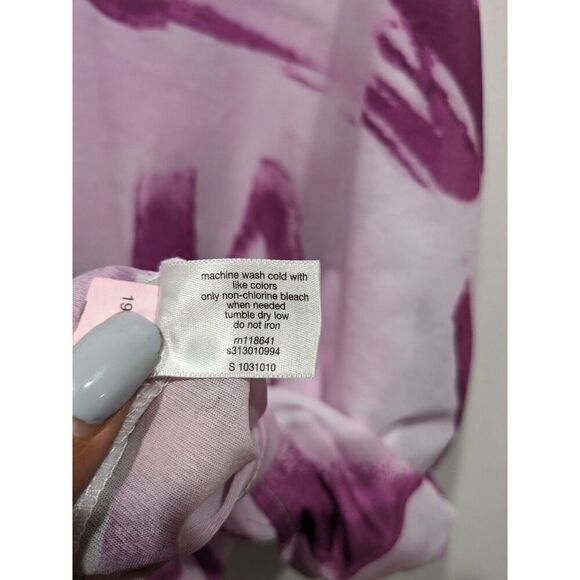 machine wash cold with
like colors
only non-chlorine bleach
when needed
tumble dry low
do not iron
rn118641
s313010994
S 1031010
19